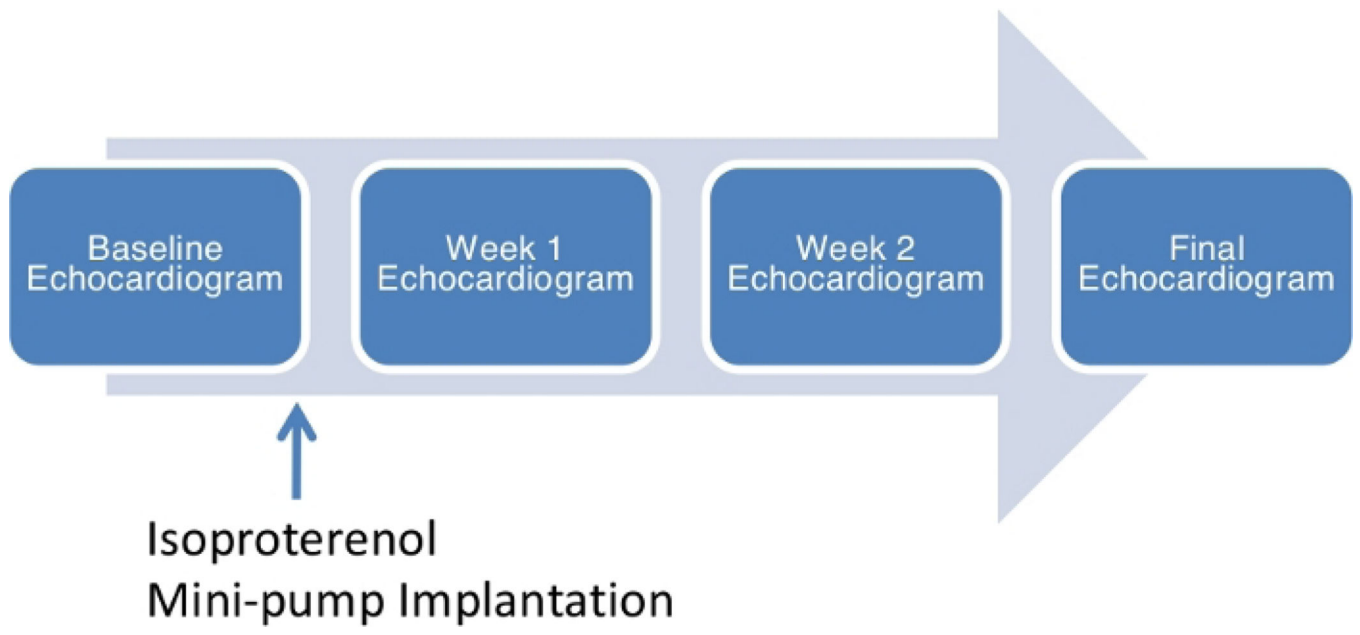 Baseline
Echocardiogram
Week 1
Echocardiogram
Week 2
Echocardiogram
Final
Echocardiogram
Isoproterenol
Mini-pump Implantation